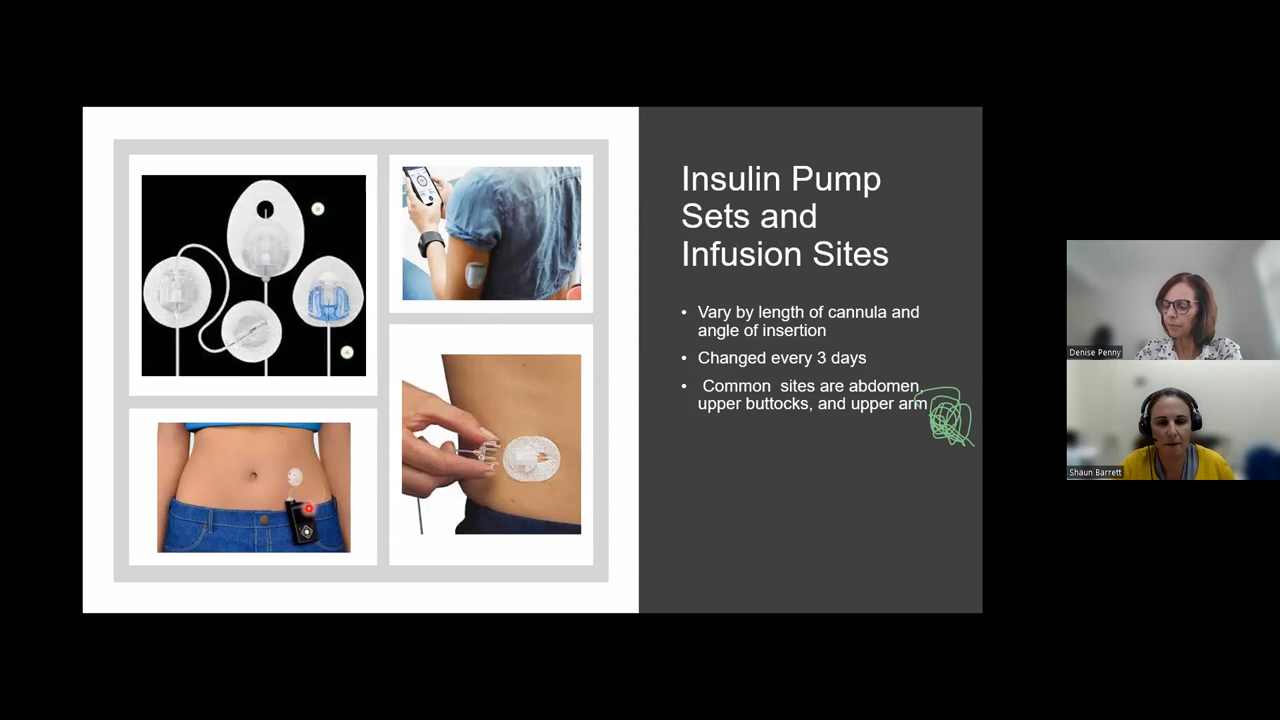 Insulin Pump
Sets and
Infusion Sites
• Vary by length of cannula and
angle of insertion
• Changed every 3 days
• Common sites are abdomen,
upper buttocks, and upper arm
Denise Penny
Shaun Barrett